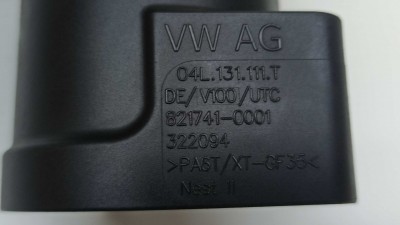 VW AG
04L.131.111.T
DE/V100/UTC
821741-0001
322094
>PA6T/XT-GF35<